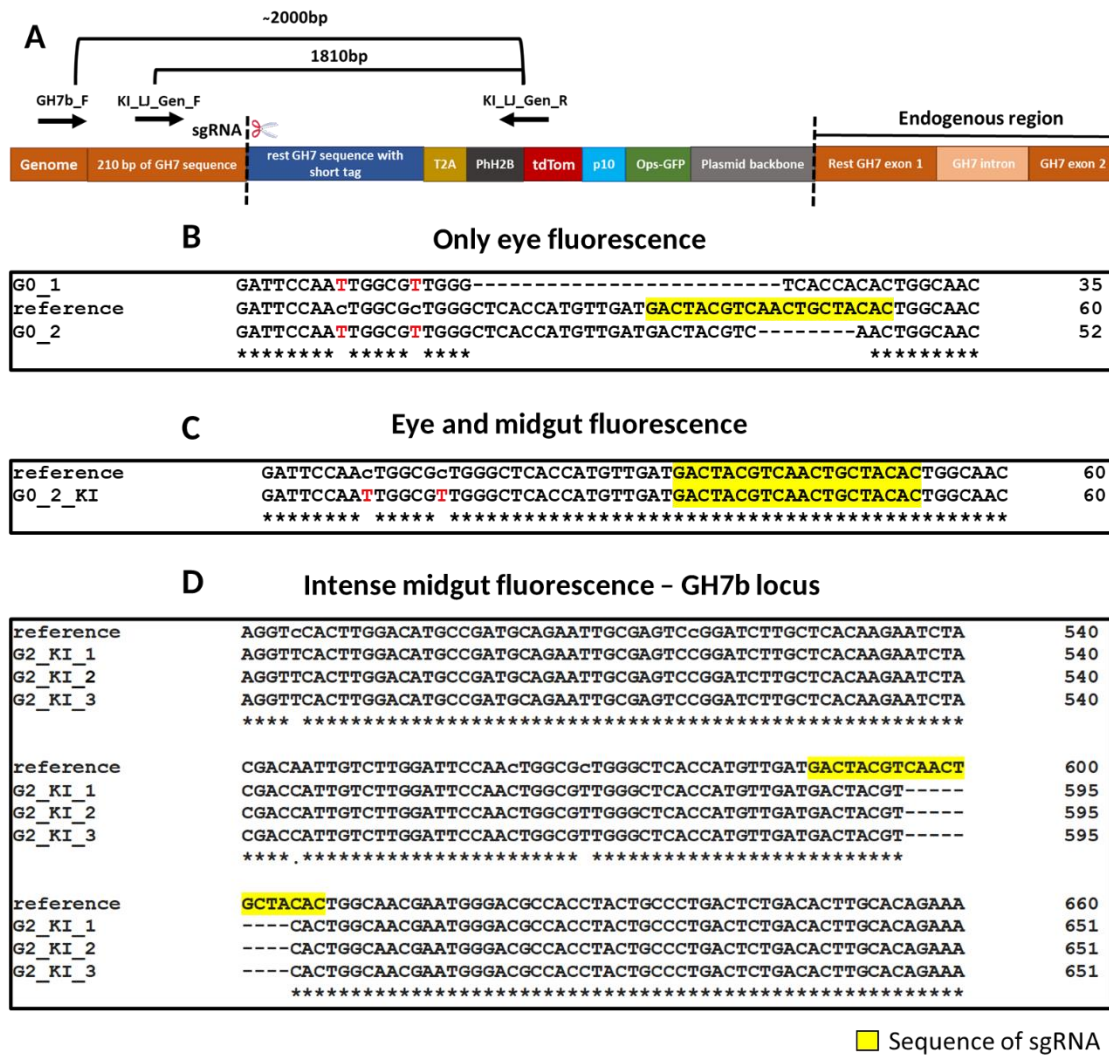 A
~2000bp
1810bp
GH7b_F
KI_LJ_Gen_F
KI_LJ_Gen_R
sgRNA
Endogenous region
Genome
210 bp of GH7 sequence
rest GH7 sequence with short tag
T2A
PhH2B
tdTom
p10
Ops-GFP
Plasmid backbone
Rest GH7 exon 1
GH7 intron
GH7 exon 2
B Only eye fluorescence
G0_1 GATTCCAATTGGCGTTGGG--------------------------TCACCACACTGGCAAC 35
reference GATTCCAAcTGGCGcTGGGCTCACCATGTTGATGACTACGTCAACTGCTACACTGGCAAC 60
G0_2 GATTCCAATTGGCGTTGGGCTCACCATGTTGATGACTACGTC--------AACTGGCAAC 52
******** ***** **** *********
C Eye and midgut fluorescence
reference GATTCCAAcTGGCGcTGGGCTCACCATGTTGATGACTACGTCAACTGCTACACTGGCAAC 60
G0_2_KI GATTCCAATTGGCGTTGGGCTCACCATGTTGATGACTACGTCAACTGCTACACTGGCAAC 60
******** ***** *********************************************
D Intense midgut fluorescence – GH7b locus
reference AGGTcCACTTGGACATGCCGATGCAGAATTGCGAGTCcGGATCTTGCTCACAAGAATCTA 540
G2_KI_1 AGGTTCACTTGGACATGCCGATGCAGAATTGCGAGTCCGGATCTTGCTCACAAGAATCTA 540
G2_KI_2 AGGTTCACTTGGACATGCCGATGCAGAATTGCGAGTCCGGATCTTGCTCACAAGAATCTA 540
G2_KI_3 AGGTTCACTTGGACATGCCGATGCAGAATTGCGAGTCCGGATCTTGCTCACAAGAATCTA 540
**** *******************************************************
reference CGACAATTGTCTTGGATTCCAAcTGGCGcTGGGCTCACCATGTTGATGACTACGTCAACT 600
G2_KI_1 CGACCATTGTCTTGGATTCCAACTGGCGTTGGGCTCACCATGTTGATGACTACGT----- 595
G2_KI_2 CGACCATTGTCTTGGATTCCAACTGGCGTTGGGCTCACCATGTTGATGACTACGT----- 595
G2_KI_3 CGACCATTGTCTTGGATTCCAACTGGCGTTGGGCTCACCATGTTGATGACTACGT----- 595
****.*********************** **************************
reference GCTACACTGGCAACGAATGGGACGCCACCTACTGCCCTGACTCTGACACTTGCACAGAAA 660
G2_KI_1 ----CACTGGCAACGAATGGGACGCCACCTACTGCCCTGACTCTGACACTTGCACAGAAA 651
G2_KI_2 ----CACTGGCAACGAATGGGACGCCACCTACTGCCCTGACTCTGACACTTGCACAGAAA 651
G2_KI_3 ----CACTGGCAACGAATGGGACGCCACCTACTGCCCTGACTCTGACACTTGCACAGAAA 651
********************************************************
Sequence of sgRNA